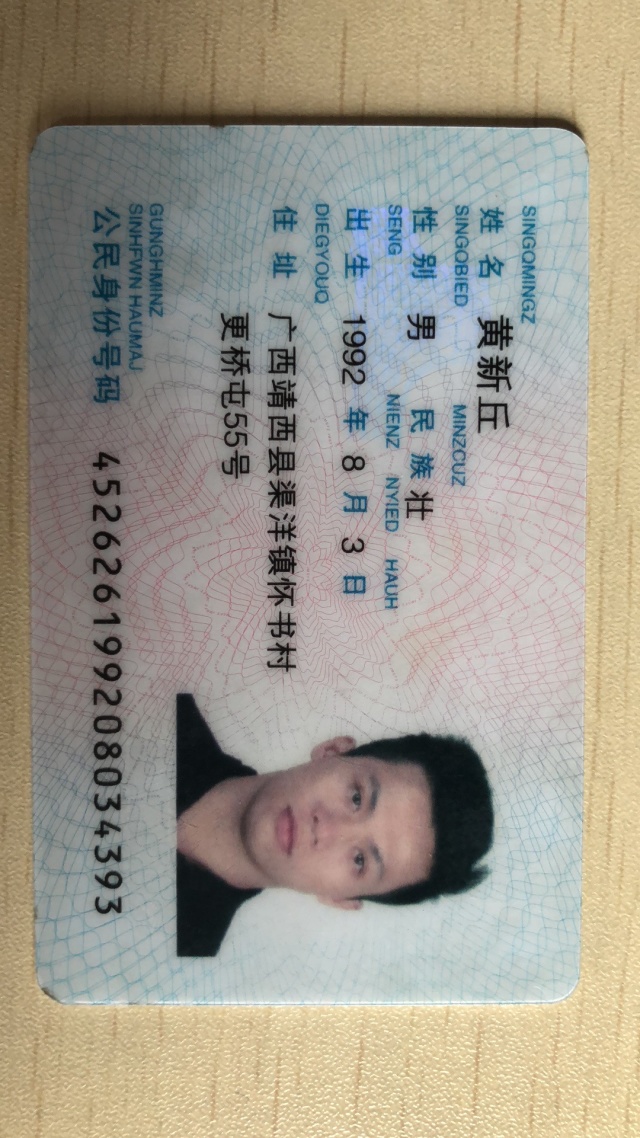 SINGQMINGZ
姓名 黄新丘
SINGQBIED MINZCUZ
性别 男 民族 壮
SENG NIENZ NYIED HAUH
出生 1992 年 8 月 3 日
DIEGYOUQ
住址 广西靖西县渠洋镇怀书村
更桥屯55号
GUNGHMINZ
SINHFWN HAUMAJ
公民身份号码 452626199208034393